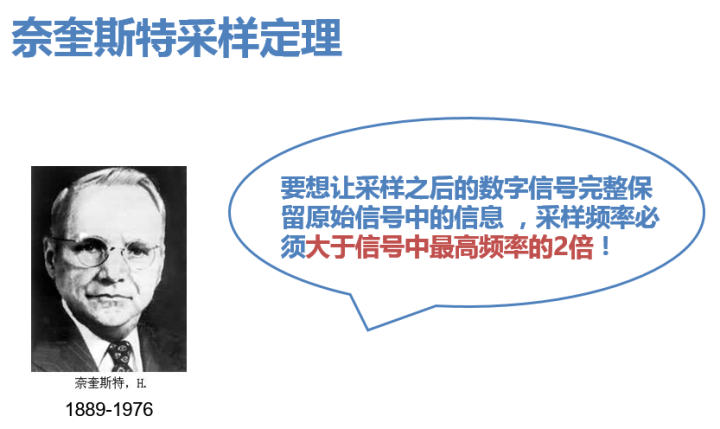 奈奎斯特采样定理
要想让采样之后的数字信号完整保
留原始信号中的信息 ，采样频率必
须大于信号中最高频率的2倍！
奈奎斯特，H.
1889-1976